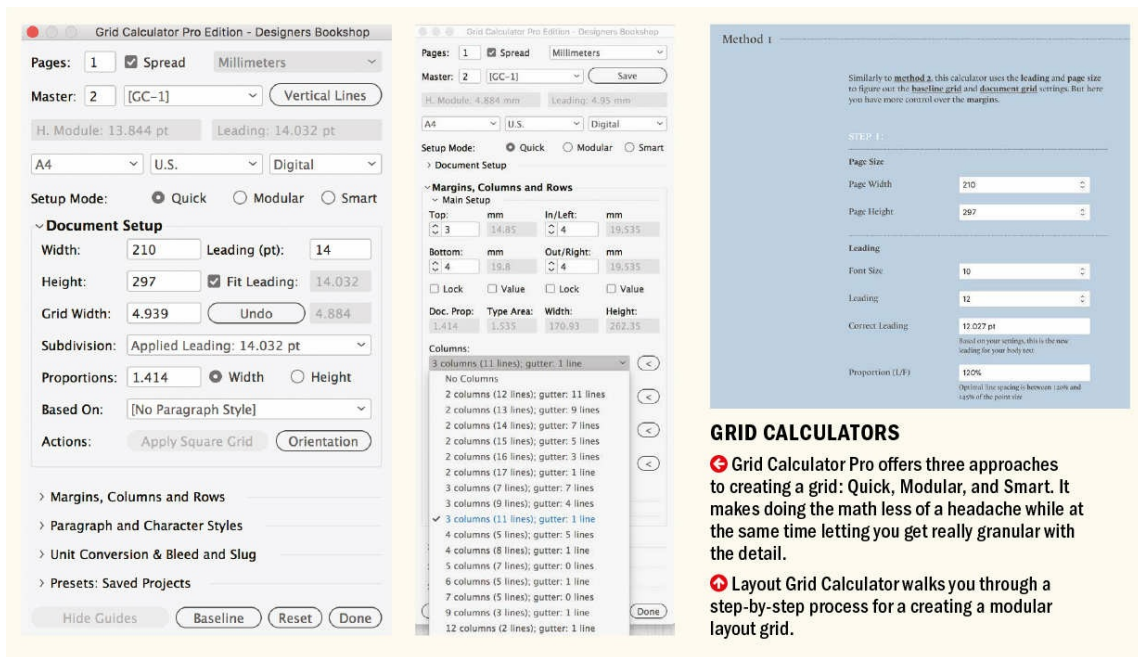 Grid Calculator Pro Edition - Designers Bookshop
Pages: 1 Spread Millimeters
Master: 2 [GC-1] Vertical Lines
H. Module: 13.844 pt Leading: 14.032 pt
A4 U.S. Digital
Setup Mode: Quick Modular Smart
Document Setup
Width: 210 Leading (pt): 14
Height: 297 Fit Leading: 14.032
Grid Width: 4.939 Undo 4.884
Subdivision: Applied Leading: 14.032 pt
Proportions: 1.414 Width Height
Based On: [No Paragraph Style]
Actions: Apply Square Grid Orientation
> Margins, Columns and Rows
> Paragraph and Character Styles
> Unit Conversion & Bleed and Slug
> Presets: Saved Projects
Hide Guides Baseline Reset Done
Grid Calculator Pro Edition - Designers Bookshop
Pages: 1 Spread Millimeters
Master: 2 [GC-1] Save
H. Module: 4.884 mm Leading: 4.95 mm
A4 U.S. Digital
Setup Mode: Quick Modular Smart
> Document Setup
Margins, Columns and Rows
Main Setup
Top: mm In/Left: mm
3 14.85 4 19.535
Bottom: mm Out/Right: mm
4 19.8 4 19.535
Lock Value Lock Value
Doc. Prop: Type Area: Width: Height:
1.414 1.535 170.93 262.35
Columns:
3 columns (11 lines); gutter: 1 line <
No Columns
2 columns (12 lines); gutter: 11 lines <
2 columns (13 lines); gutter: 9 lines
2 columns (14 lines); gutter: 7 lines
2 columns (15 lines); gutter: 5 lines <
2 columns (16 lines); gutter: 3 lines
2 columns (17 lines); gutter: 1 line <
3 columns (7 lines); gutter: 7 lines
3 columns (9 lines); gutter: 4 lines
✓ 3 columns (11 lines); gutter: 1 line
4 columns (5 lines); gutter: 5 lines
4 columns (8 lines); gutter: 1 line
5 columns (7 lines); gutter: 0 lines
6 columns (5 lines); gutter: 1 line
7 columns (5 lines); gutter: 0 lines
9 columns (3 lines); gutter: 1 line
12 columns (2 lines); gutter: 1 line
Done
Method 1
Similarly to method 2, this calculator uses the leading and page size
to figure out the baseline grid and document grid settings. But here
you have more control over the margins.
STEP 1:
Page Size
Page Width 210
Page Height 297
Leading
Font Size 10
Leading 12
Correct Leading 12.027 pt
Based on your settings, this is the new
leading for your body text
Proportion (L/F) 120%
Optimal line spacing is between 120% and
145% of the point size
GRID CALCULATORS
Grid Calculator Pro offers three approaches
to creating a grid: Quick, Modular, and Smart. It
makes doing the math less of a headache while at
the same time letting you get really granular with
the detail.
Layout Grid Calculator walks you through a
step-by-step process for a creating a modular
layout grid.